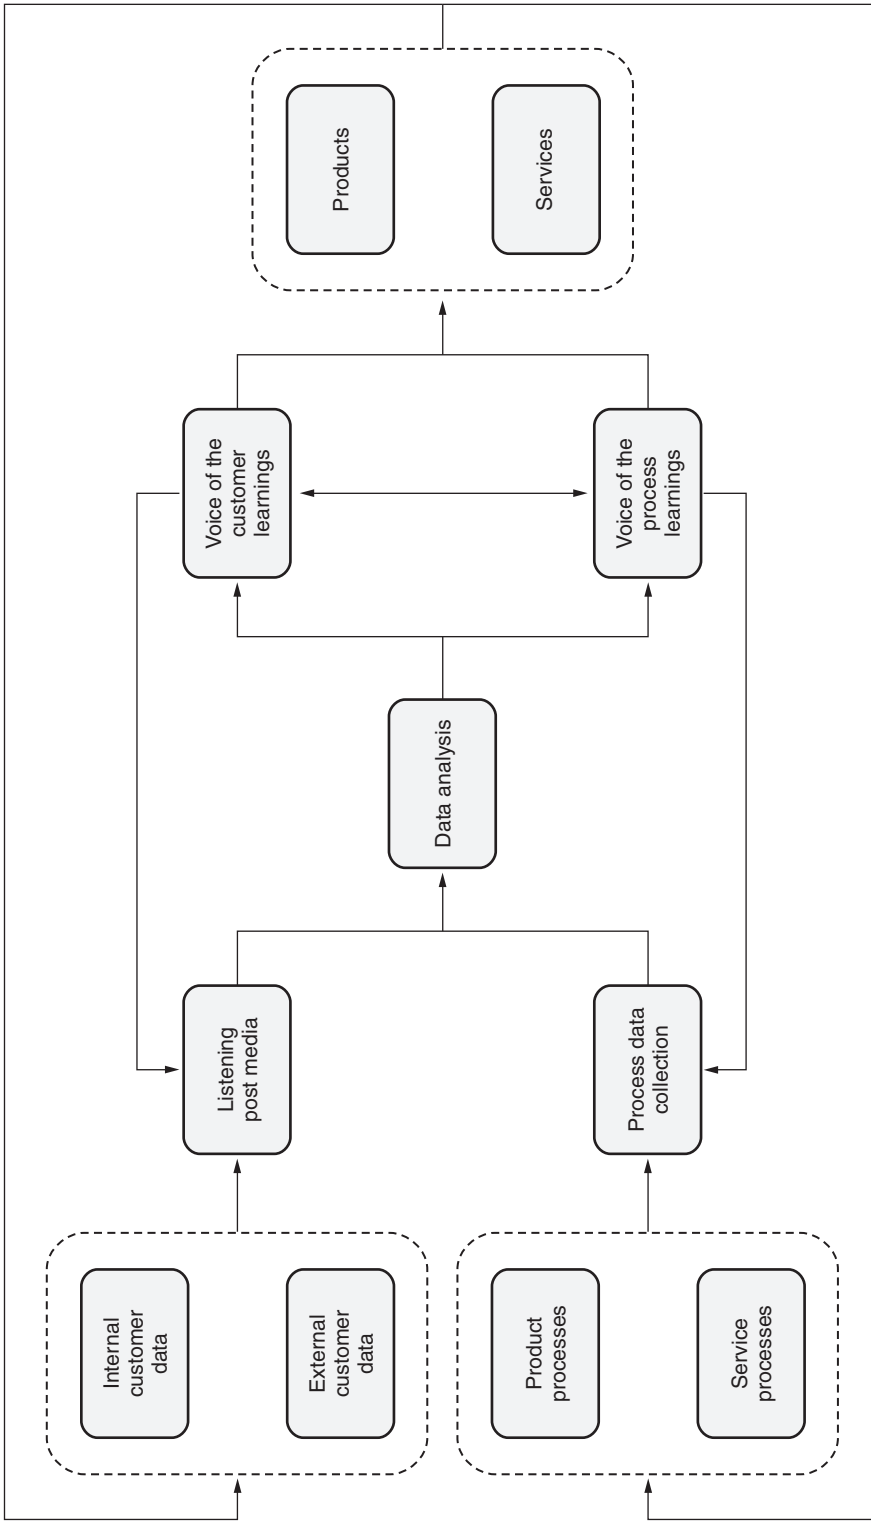 Internal
customer
data
External
customer
data
Product
processes
Service
processes
Listening
post media
Process data
collection
Data analysis
Voice of the
customer
learnings
Voice of the
process
learnings
Products
Services